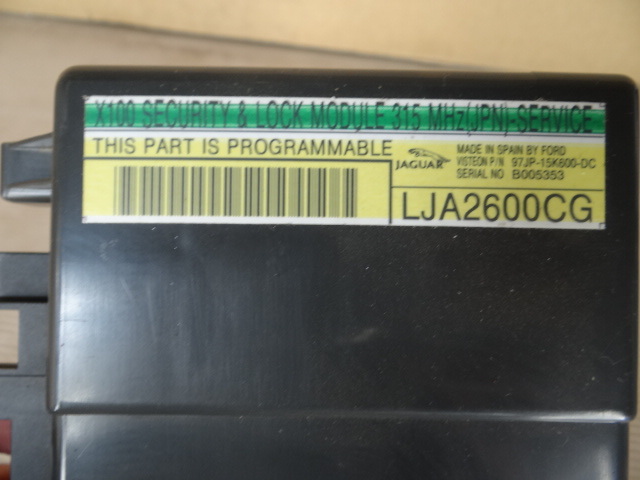 X100 SECURITY & LOCK MODULE 315 MHz(JPN)-SERVICE
THIS PART IS PROGRAMMABLE
JAGUAR
MADE IN SPAIN BY FORD
VISTEON P/N 97JP-15K600-DC
SERIAL NO B005353
LJA2600CG